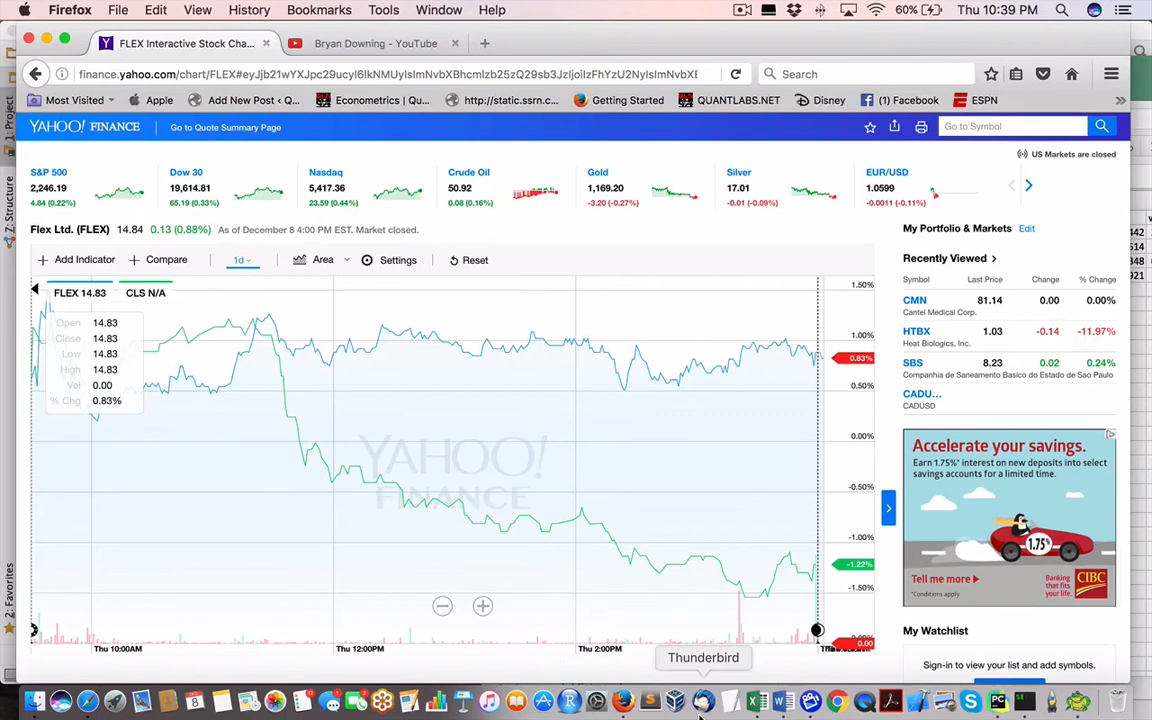 Firefox File Edit View History Bookmarks Tools Window Help 60% Thu 10:39 PM
FLEX Interactive Stock Cha... Bryan Downing - YouTube
Search
Most Visited Apple Add New Post ‹ Q... Econometrics | Qu... http://static.ssrn.c... Getting Started QUANTLABS.NET Disney (1) Facebook ESPN
YAHOO! FINANCE Go to Quote Summary Page Go to Symbol
US Markets are closed
S&P 500 Dow 30 Nasdaq Crude Oil Gold Silver EUR/USD
2,246.19 19,614.81 5,417.36 50.92 1,169.20 17.01 1.0599
4.84 (0.22%) 65.19 (0.33%) 23.59 (0.44%) 0.08 (0.16%) -3.20 (-0.27%) -0.01 (-0.09%) -0.0011 (-0.11%)
Flex Ltd. (FLEX) 14.84 0.13 (0.88%) As of December 8 4:00 PM EST. Market closed.
Add Indicator Compare 1d Area Settings Reset
FLEX 14.83 CLS N/A
Open 14.83
Close 14.83
Low 14.83
High 14.83
Vol 0.00
% Chg 0.83%
1.50%
1.00%
0.83%
0.50%
0.00%
-0.50%
-1.00%
-1.22%
-1.50%
0.00
YAHOO!
FINANCE
Thu 10:00AM Thu 12:00PM Thu 2:00PM
My Portfolio & Markets Edit
Recently Viewed
Symbol Last Price Change % Change
CMN 81.14 0.00 0.00%
Cantel Medical Corp.
HTBX 1.03 -0.14 -11.97%
Heat Biologics, Inc.
SBS 8.23 0.02 0.24%
Companhia de Saneamento Basico do Estado de Sao Paulo
CADU...
CADUSD
Accelerate your savings.
Earn 1.75%* interest on new deposits into select
savings accounts for a limited time.
1.75%
Tell me more
*Conditions apply
Banking
that fits
your life.
CIBC
My Watchlist
Sign-in to view your list and add symbols.
Thunderbird
1: Project
Z: Structure
2: Favorites